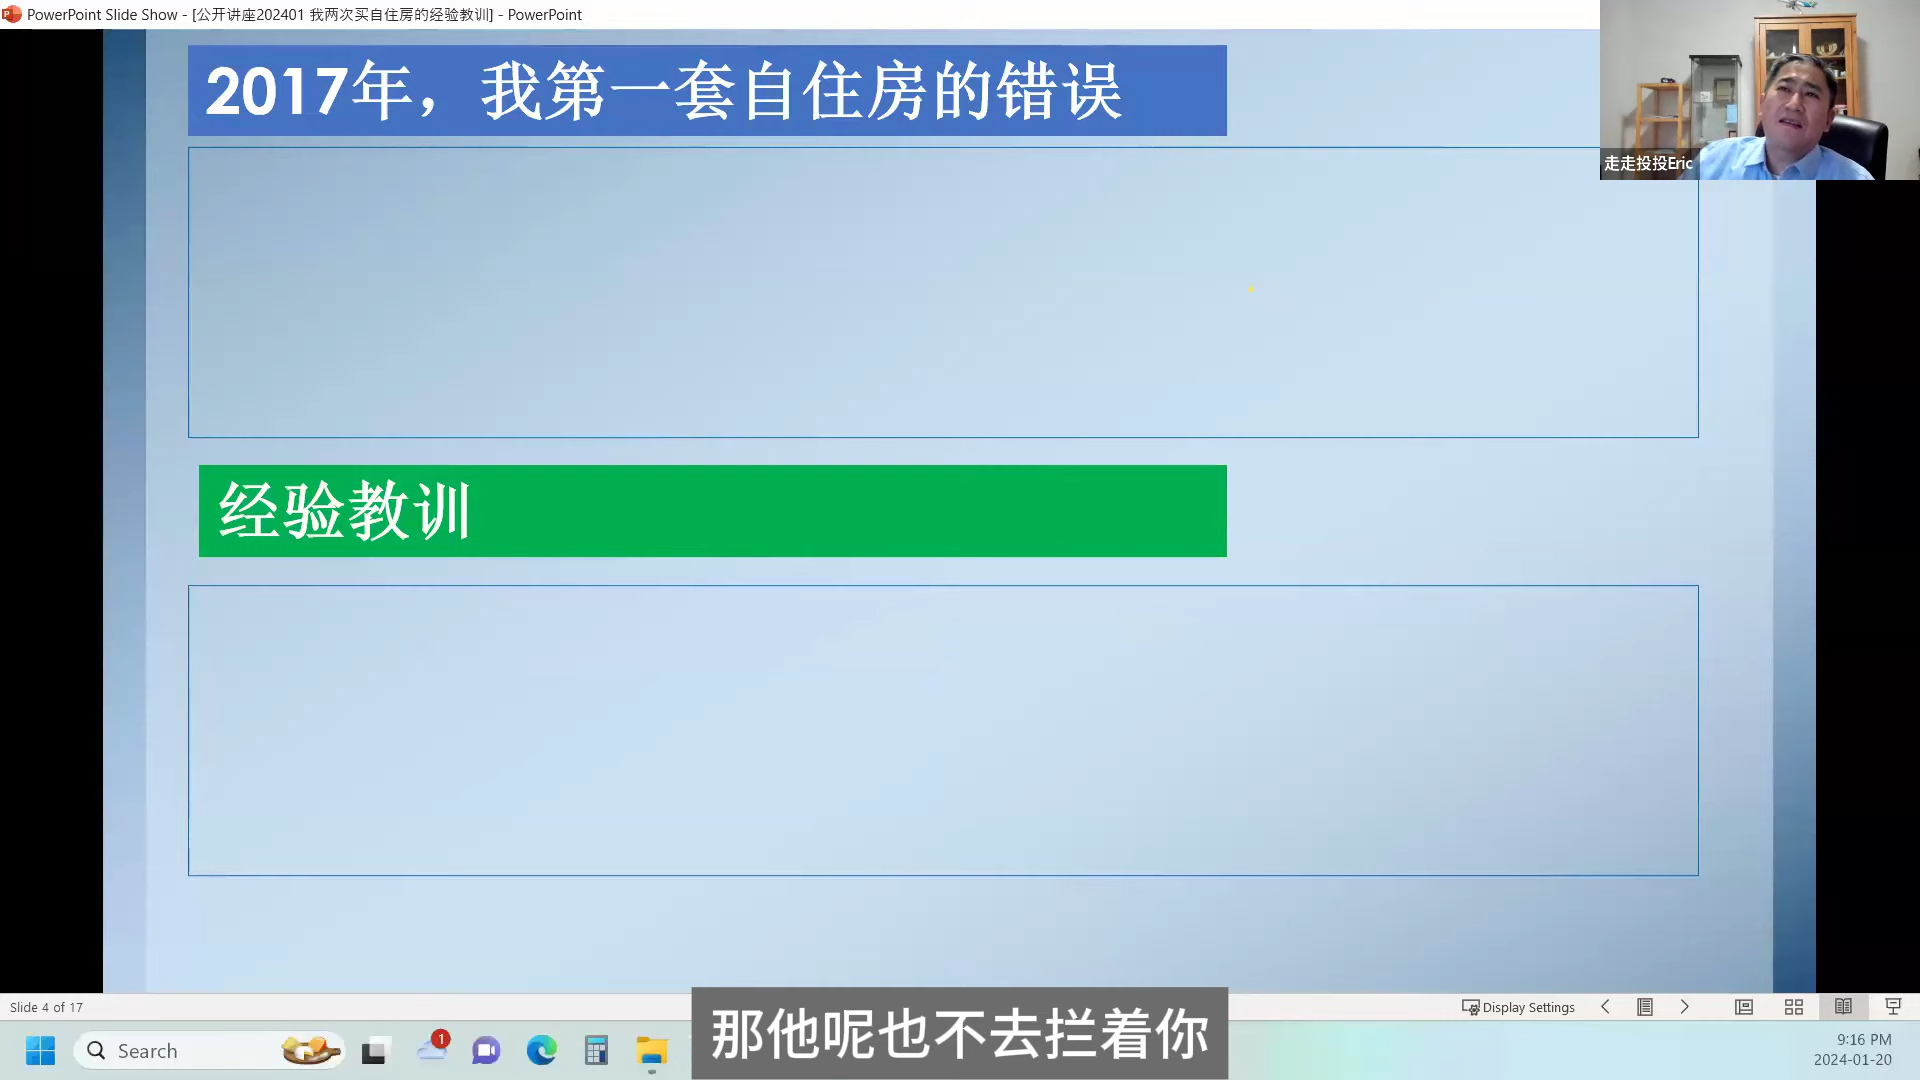 PowerPoint Slide Show - [公开讲座202401 我两次买自住房的经验教训] - PowerPoint
2017年，我第一套自住房的错误
走走投投Eric
经验教训
Slide 4 of 17
Display Settings
那他呢也不去拦着你
Search
1
9:16 PM
2024-01-20